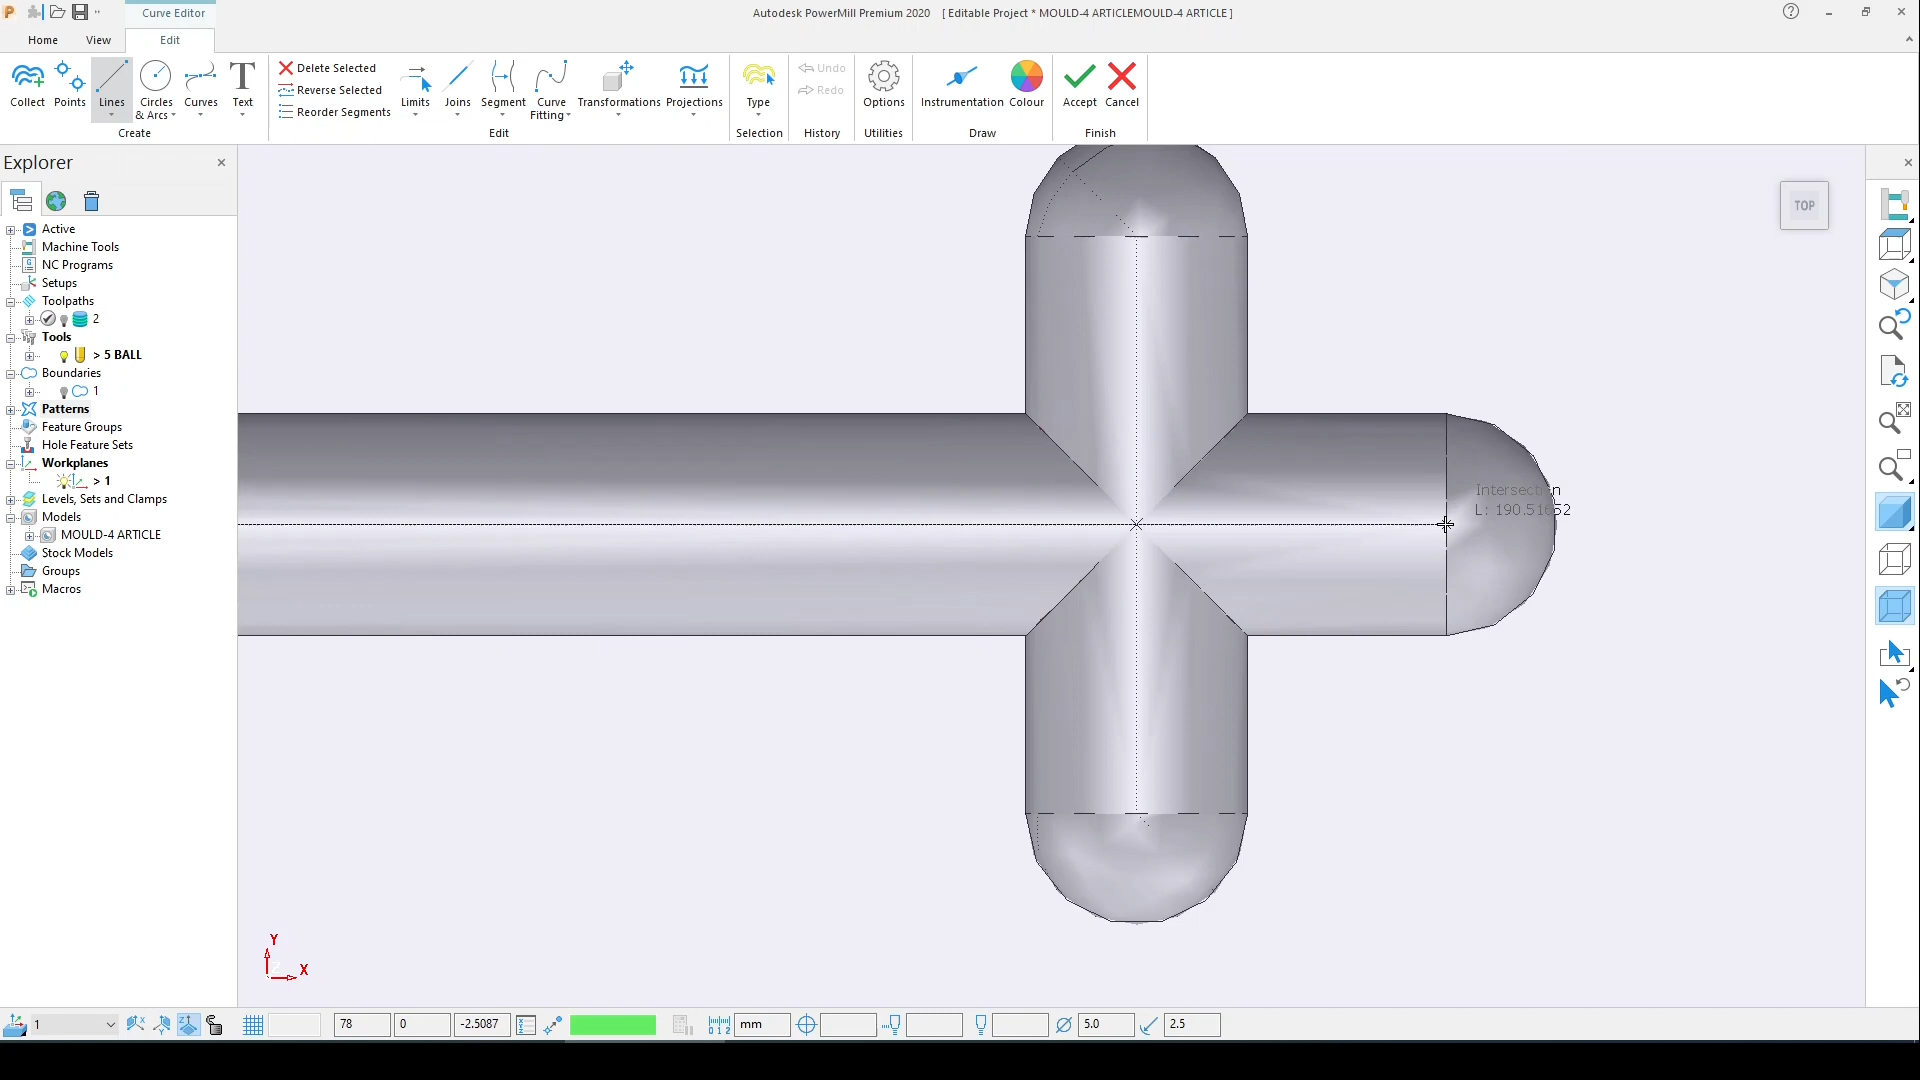 Curve Editor
Autodesk PowerMill Premium 2020 [ Editable Project * MOULD-4 ARTICLEMOULD-4 ARTICLE ]
Home View Edit
Collect Points Lines Circles & Arcs Curves Text
Create
Delete Selected
Reverse Selected
Reorder Segments
Limits Joins Segment Curve Fitting Transformations Projections
Edit
Type
Selection
Undo
Redo
History
Options
Utilities
Instrumentation Colour
Draw
Accept Cancel
Finish
Explorer
Active
Machine Tools
NC Programs
Setups
Toolpaths
2
Tools
> 5 BALL
Boundaries
1
Patterns
Feature Groups
Hole Feature Sets
Workplanes
> 1
Levels, Sets and Clamps
Models
MOULD-4 ARTICLE
Stock Models
Groups
Macros
TOP
Intersection
L: 190.51652
Y
X
1 78 0 -2.5087 mm 5.0 2.5